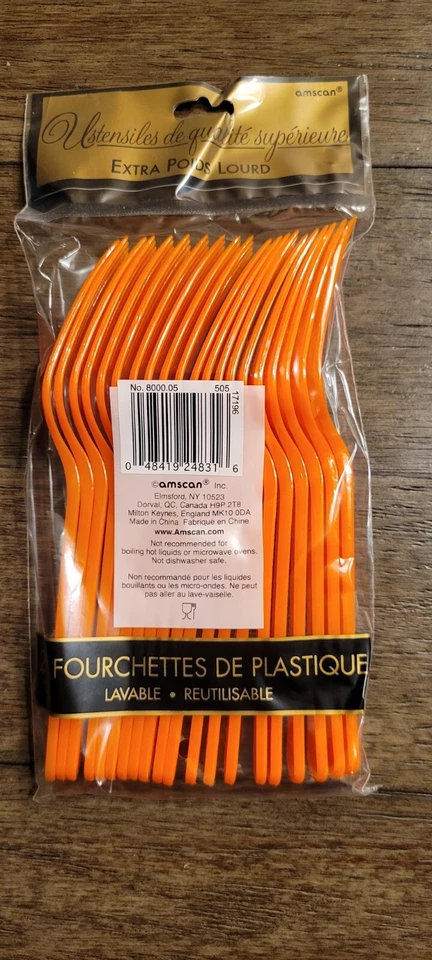 amscan®
Ustensiles de qualité supérieure
EXTRA POIDS LOURD
No. 8000.05 505
17196
0 48419 24831 6
©amscan® Inc.
Elmsford, NY 10523
Dorval, QC, Canada H9P 2T8
Milton Keynes, England MK10 0DA
Made in China Fabriqué en Chine
www.Amscan.com
Not recommended for
boiling hot liquids or microwave ovens.
Not dishwasher safe.
Non recommandé pour les liquides
bouillants ou les micro-ondes. Ne peut
pas aller au lave-vaiselle.
FOURCHETTES DE PLASTIQUE
LAVABLE • REUTILISABLE